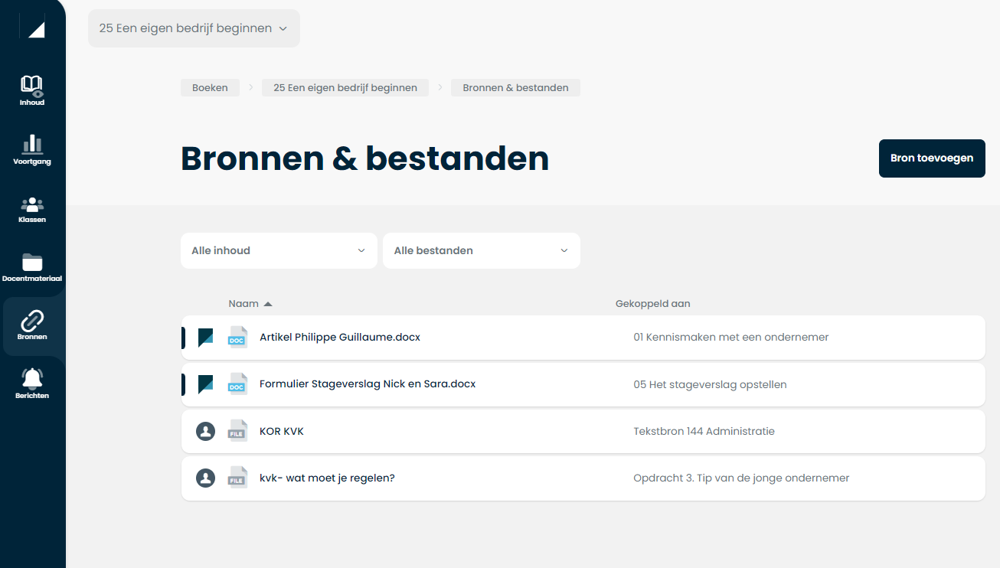 25 Een eigen bedrijf beginnen
Inhoud
Voortgang
Klassen
Docentmateriaal
Bronnen
Berichten
Boeken
25 Een eigen bedrijf beginnen
Bronnen & bestanden
Bronnen & bestanden
Bron toevoegen
Alle inhoud
Alle bestanden
Naam Gekoppeld aan
DOC Artikel Philippe Guillaume.docx 01 Kennismaken met een ondernemer
DOC Formulier Stageverslag Nick en Sara.docx 05 Het stageverslag opstellen
FILE KOR KVK Tekstbron 144 Administratie
FILE kvk- wat moet je regelen? Opdracht 3. Tip van de jonge ondernemer